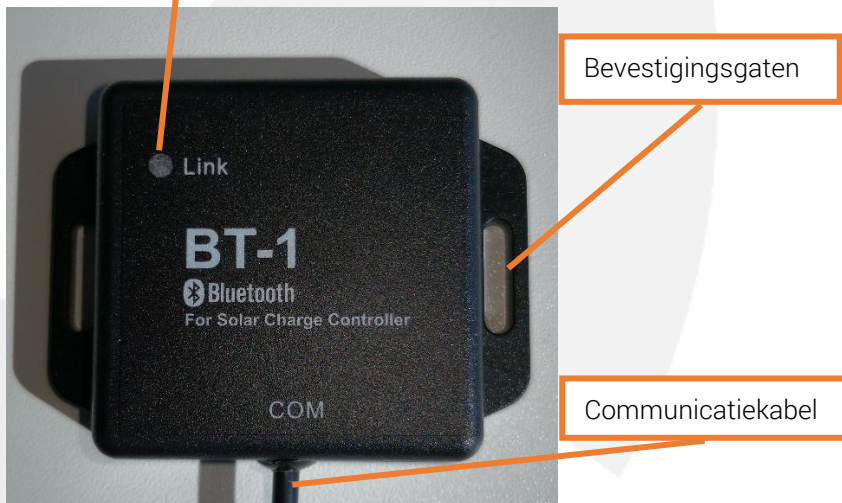 Bevestigingsgaten
Link
BT-1
Bluetooth
For Solar Charge Controller
COM
Communicatiekabel